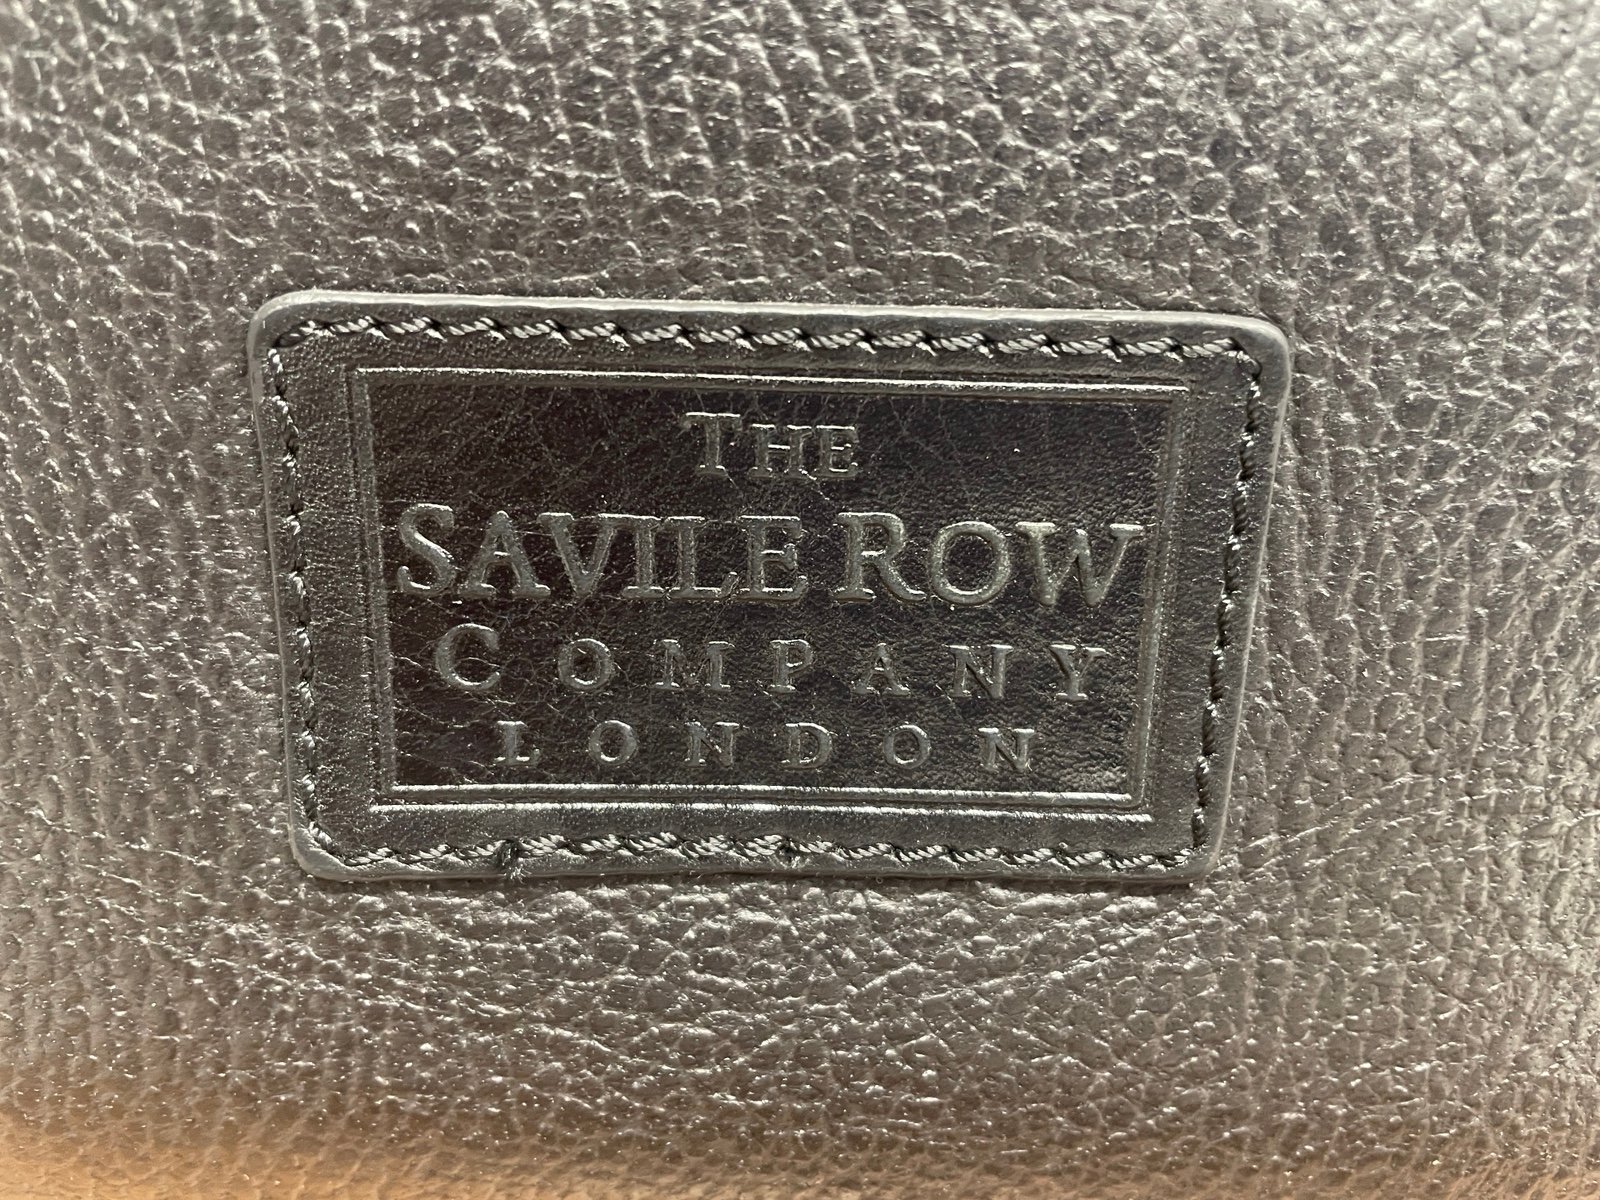 THE
SAVILE ROW
COMPANY
LONDON